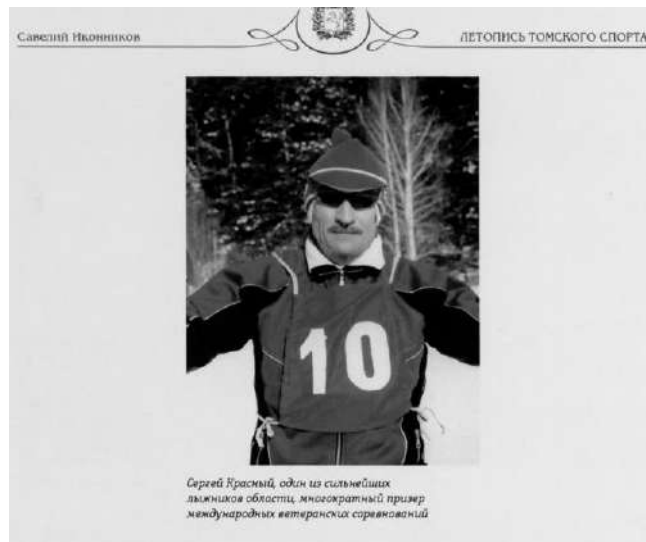 Савелий Иконников
ЛЕТОПИСЬ ТОМСКОГО СПОРТА
10
Сергей Красный, один из сильнейших
лыжников области, многократный призер
международных ветеранских соревнований